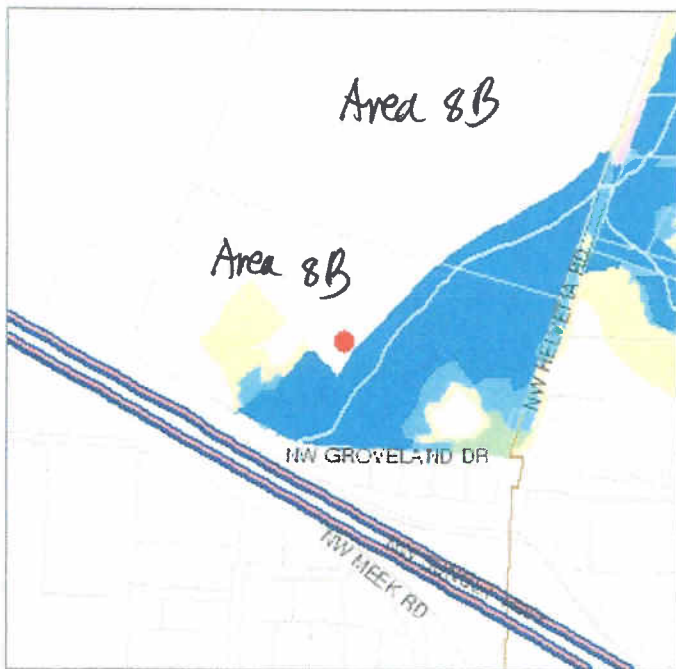 Area 8B
Area 8B
NW HELVETIA RD
NW GROVELAND DR
NW MEEK RD